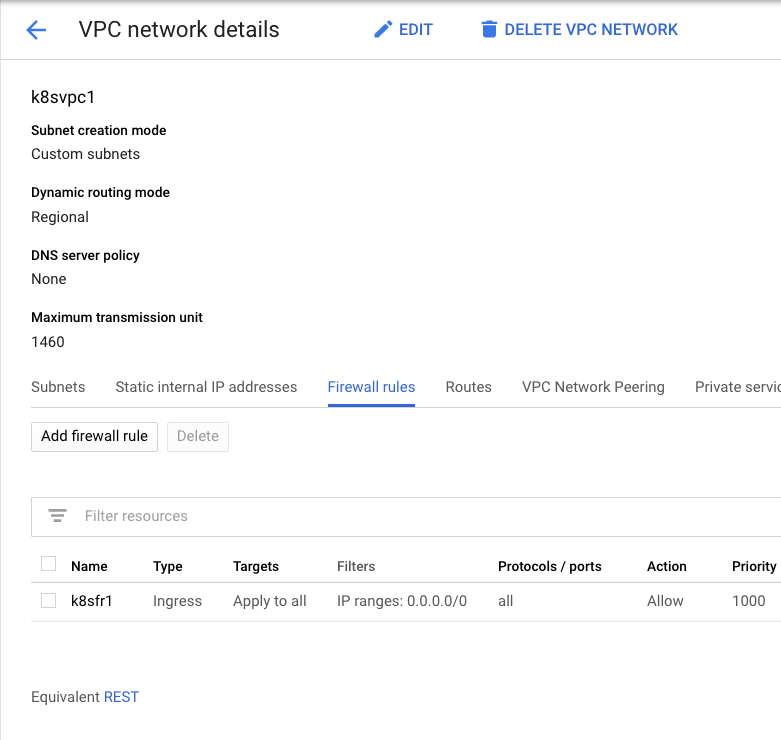 VPC network details EDIT DELETE VPC NETWORK
k8svpc1
Subnet creation mode
Custom subnets
Dynamic routing mode
Regional
DNS server policy
None
Maximum transmission unit
1460
Subnets Static internal IP addresses Firewall rules Routes VPC Network Peering Private servic
Add firewall rule Delete
Filter resources
Name Type Targets Filters Protocols / ports Action Priority
k8sfr1 Ingress Apply to all IP ranges: 0.0.0.0/0 all Allow 1000
Equivalent REST